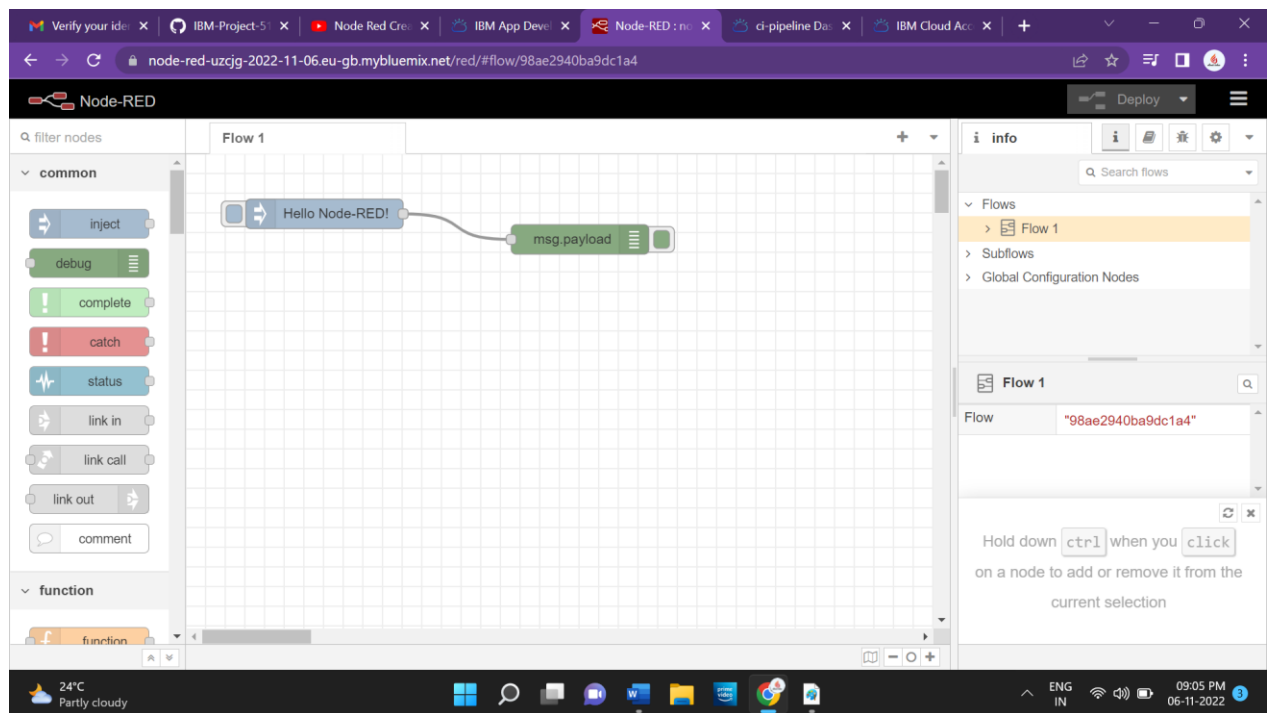 Verify your ide
IBM-Project-51
Node Red Cre
IBM App Devel
Node-RED : no
ci-pipeline Das
IBM Cloud Acc
node-red-uzcjg-2022-11-06.eu-gb.mybluemix.net/red/#flow/98ae2940ba9dc1a4
Node-RED
Deploy
filter nodes
common
inject
debug
complete
catch
status
link in
link call
link out
comment
function
function
Flow 1
Hello Node-RED!
msg.payload
i info
i
Search flows
Flows
Flow 1
Subflows
Global Configuration Nodes
Flow 1
Flow "98ae2940ba9dc1a4"
Hold down ctrl when you click
on a node to add or remove it from the
current selection
24°C
Partly cloudy
prime
video
ENG
IN
09:05 PM
06-11-2022
3